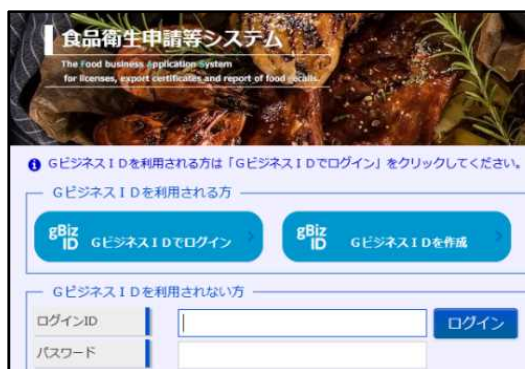 食品衛生申請等システム
The Food business Application System
for licenses, export certificates and report of food recalls.
GビジネスIDを利用される方は「GビジネスIDでログイン」をクリックしてください。
GビジネスIDを利用される方
gBiz ID GビジネスIDでログイン
gBiz ID GビジネスIDを作成
GビジネスIDを利用されない方
ログインID
ログイン
パスワード